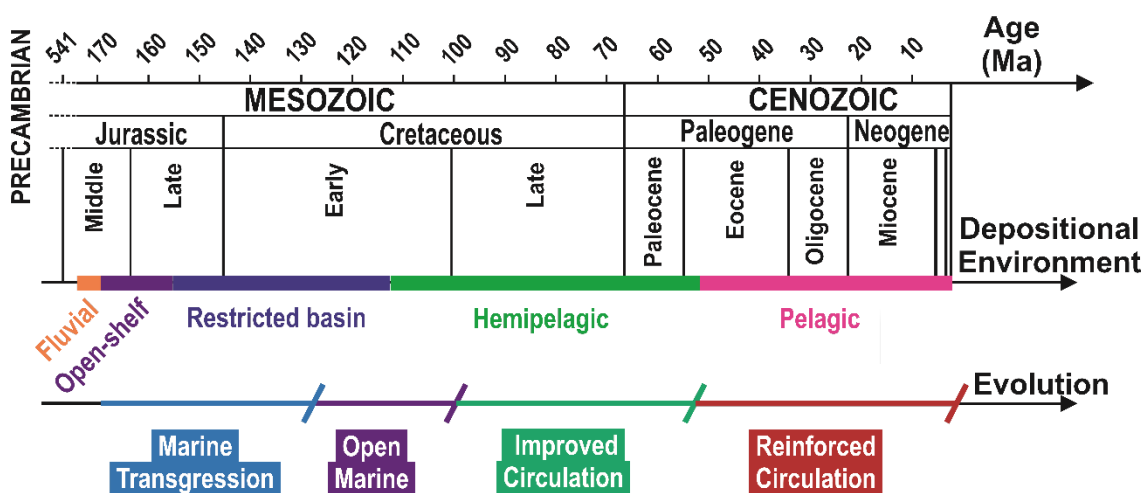 PRECAMBRIAN
541 170 160 150 140 130 120 110 100 90 80 70 60 50 40 30 20 10
Age
(Ma)
MESOZOIC CENOZOIC
Jurassic Cretaceous Paleogene Neogene
Middle Late Early Late Paleocene Eocene Oligocene Miocene
Depositional
Environment
Fluvial Open-shelf Restricted basin Hemipelagic Pelagic
Evolution
Marine
Transgression
Open
Marine
Improved
Circulation
Reinforced
Circulation